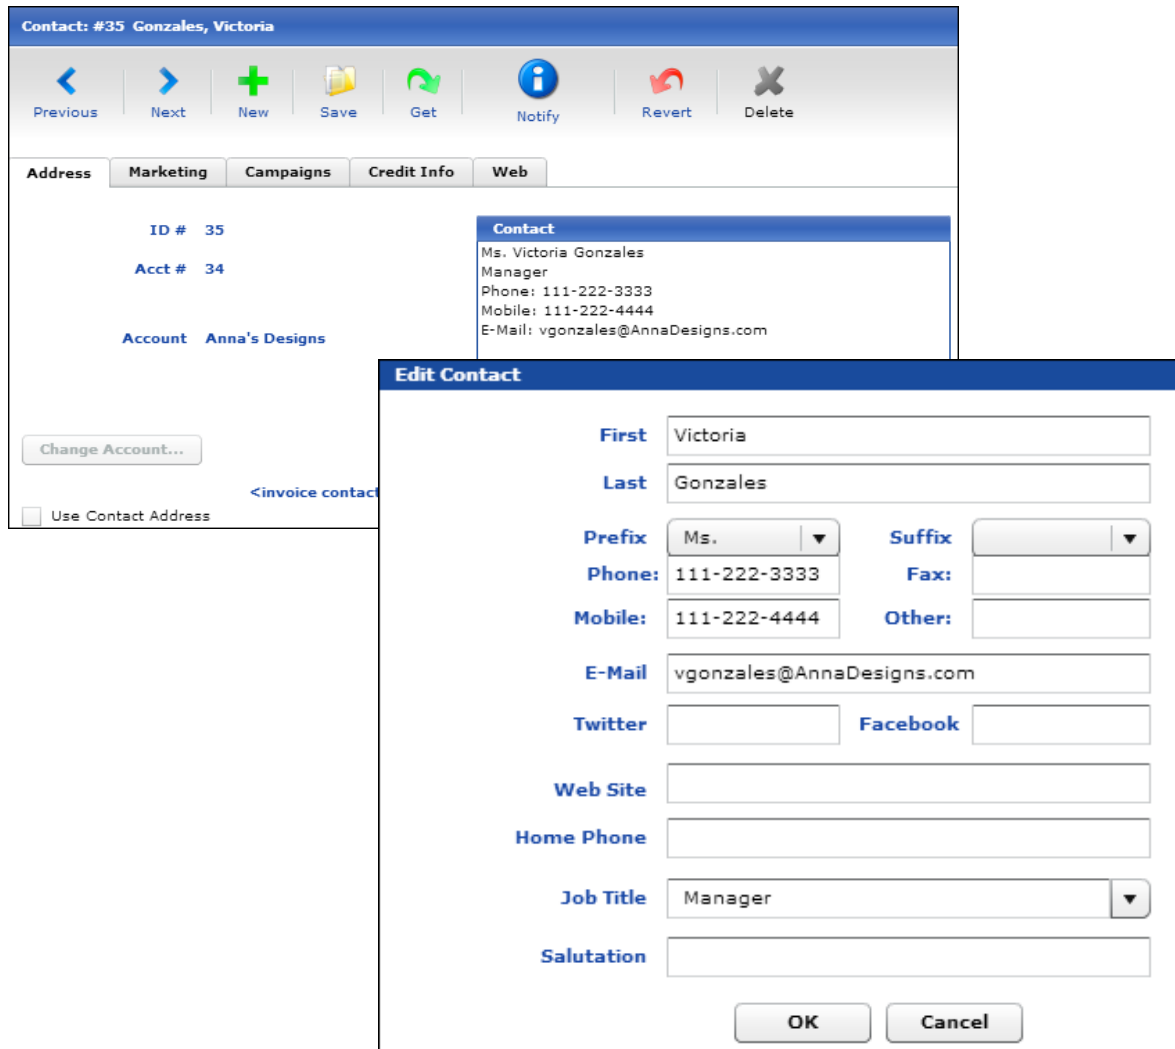 Contact: #35 Gonzales, Victoria
Previous Next New Save Get Notify Revert Delete
Address Marketing Campaigns Credit Info Web
ID # 35
Acct # 34
Account Anna's Designs
Contact
Ms. Victoria Gonzales
Manager
Phone: 111-222-3333
Mobile: 111-222-4444
E-Mail: vgonzales@AnnaDesigns.com
Change Account...
<invoice contact
Use Contact Address
Edit Contact
First Victoria
Last Gonzales
Prefix Ms. Suffix
Phone: 111-222-3333 Fax:
Mobile: 111-222-4444 Other:
E-Mail vgonzales@AnnaDesigns.com
Twitter Facebook
Web Site
Home Phone
Job Title Manager
Salutation
OK Cancel